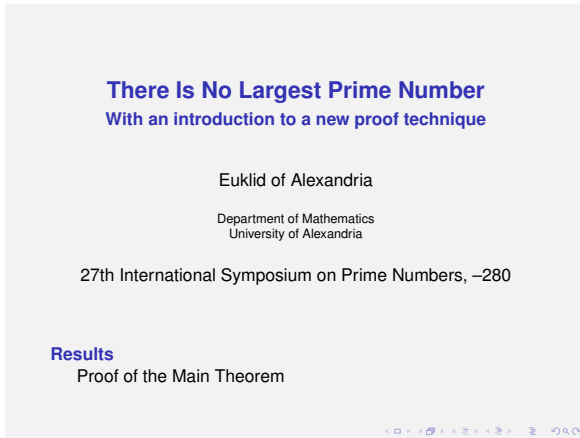 There Is No Largest Prime Number
With an introduction to a new proof technique
Euklid of Alexandria
Department of Mathematics
University of Alexandria
27th International Symposium on Prime Numbers, –280
Results
Proof of the Main Theorem